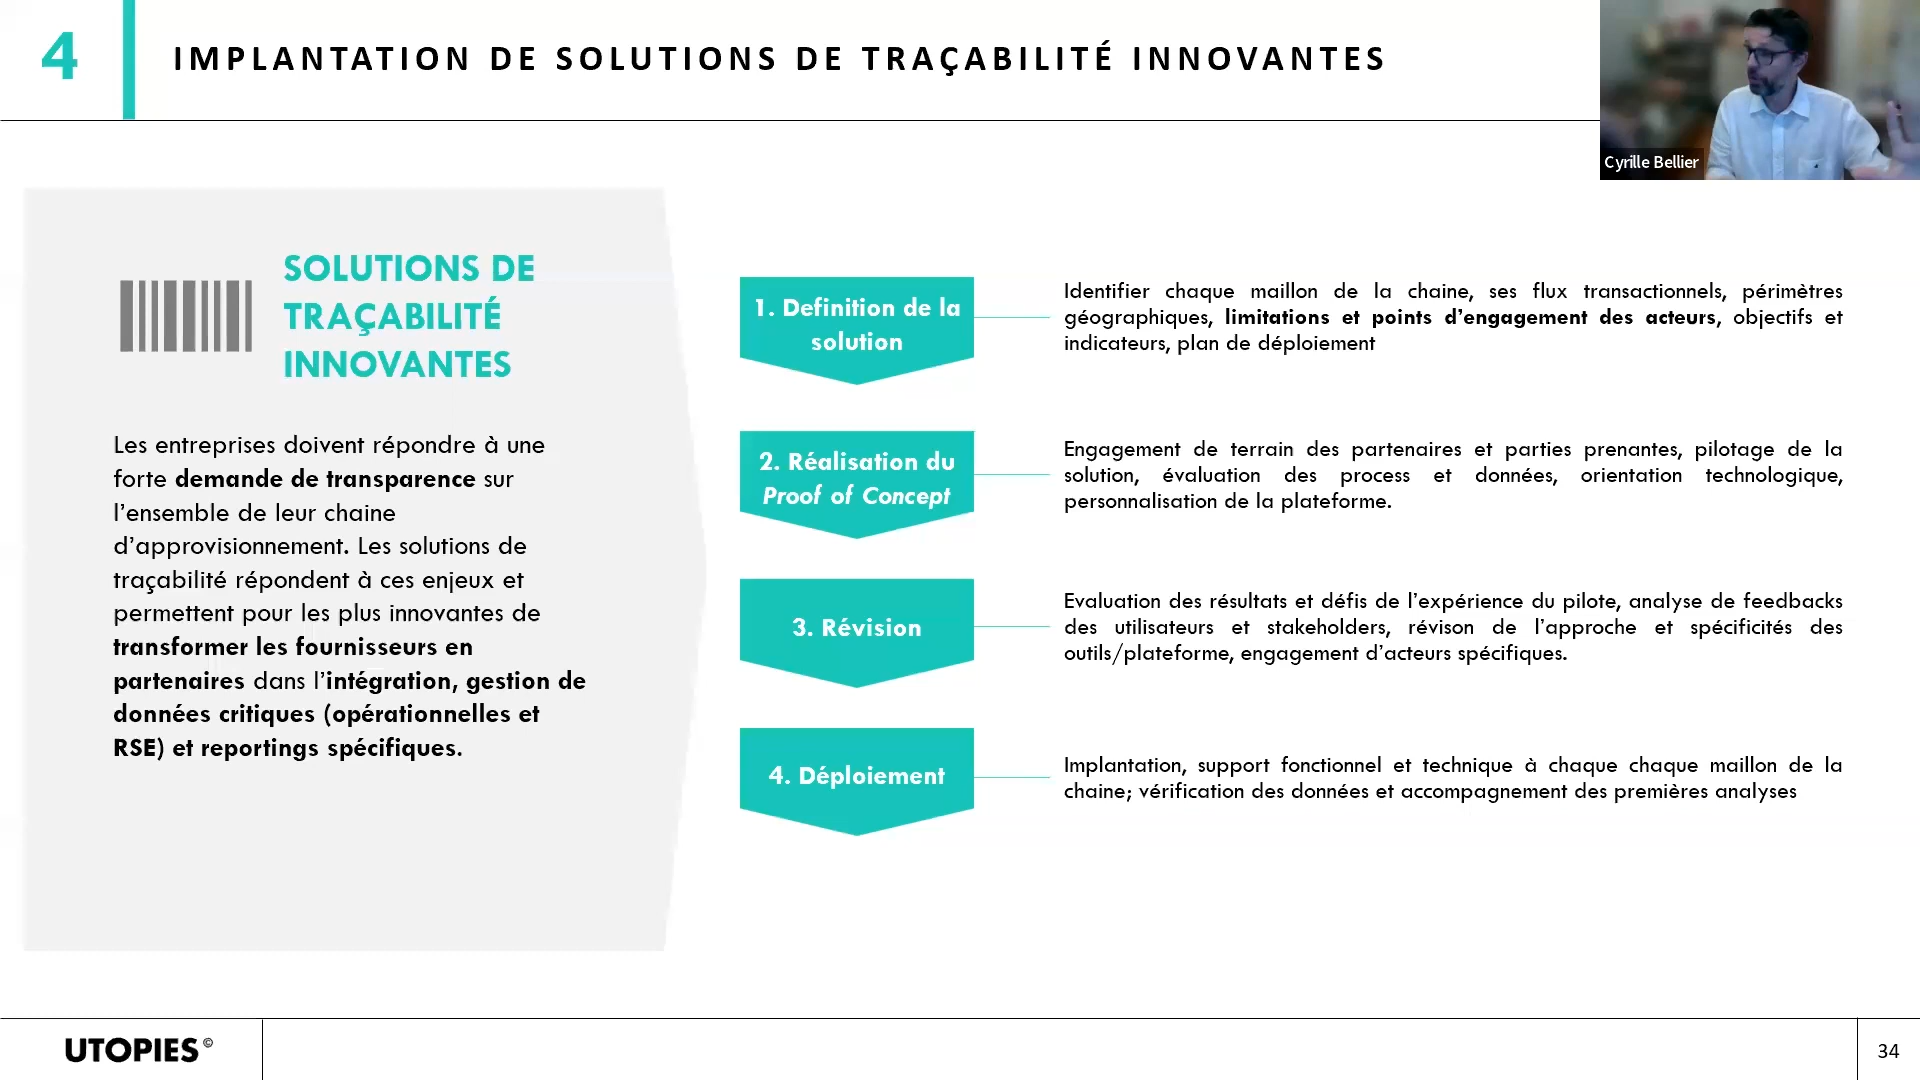 4
IMPLANTATION DE SOLUTIONS DE TRAÇABILITÉ INNOVANTES
Cyrille Bellier
SOLUTIONS DE
TRAÇABILITÉ
INNOVANTES
Les entreprises doivent répondre à une
forte demande de transparence sur
l’ensemble de leur chaine
d’approvisionnement. Les solutions de
traçabilité répondent à ces enjeux et
permettent pour les plus innovantes de
transformer les fournisseurs en
partenaires dans l’intégration, gestion de
données critiques (opérationnelles et
RSE) et reportings spécifiques.
1. Definition de la
solution
Identifier chaque maillon de la chaine, ses flux transactionnels, périmètres
géographiques, limitations et points d’engagement des acteurs, objectifs et
indicateurs, plan de déploiement
2. Réalisation du
Proof of Concept
Engagement de terrain des partenaires et parties prenantes, pilotage de la
solution, évaluation des process et données, orientation technologique,
personnalisation de la plateforme.
3. Révision
Evaluation des résultats et défis de l’expérience du pilote, analyse de feedbacks
des utilisateurs et stakeholders, révison de l’approche et spécificités des
outils/plateforme, engagement d’acteurs spécifiques.
4. Déploiement
Implantation, support fonctionnel et technique à chaque chaque maillon de la
chaine; vérification des données et accompagnement des premières analyses
UTOPIES©
34